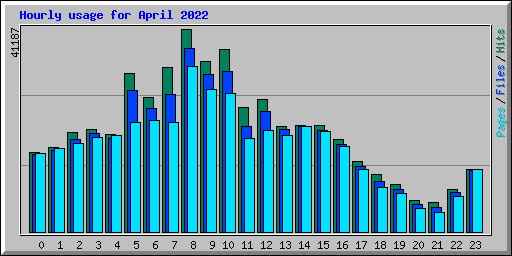 Hourly usage for April 2022
41187
Pages/Files/Hits
0 1 2 3 4 5 6 7 8 9 10 11 12 13 14 15 16 17 18 19 20 21 22 23